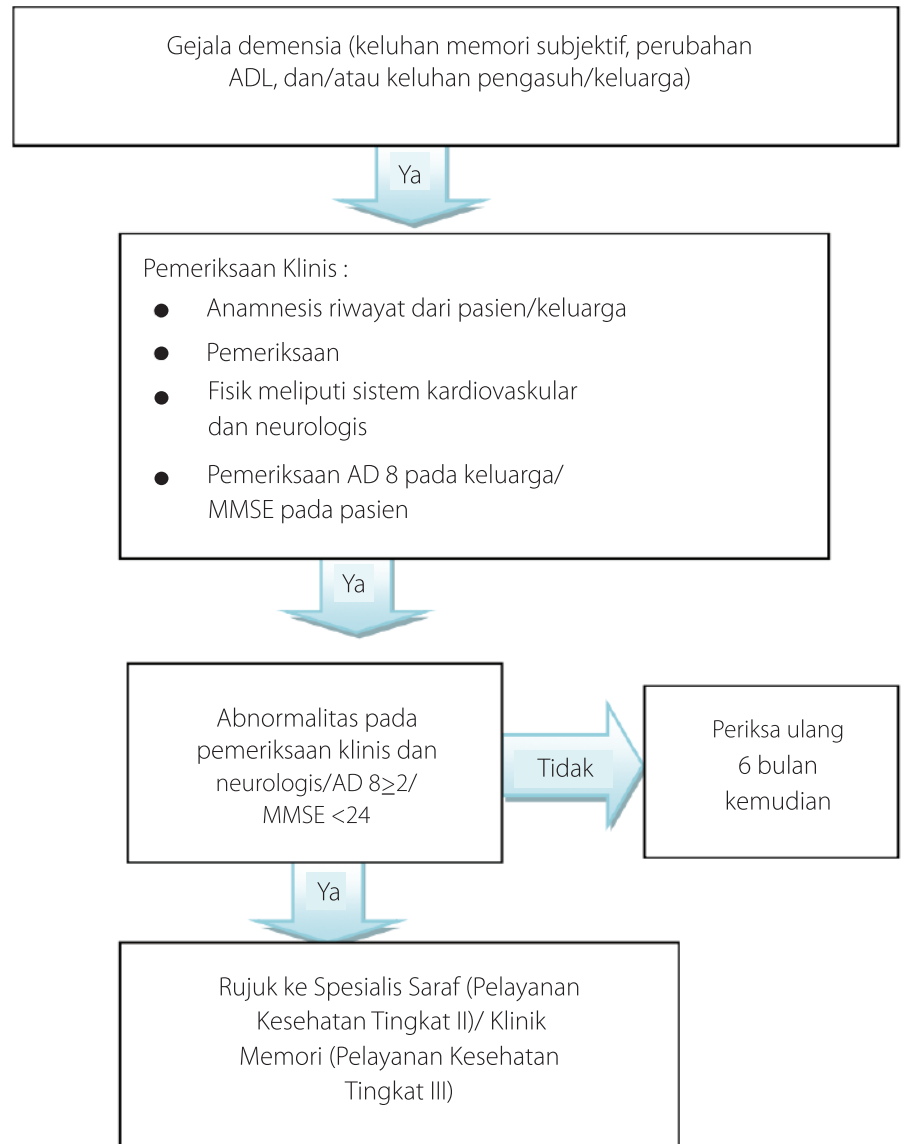 Gejala demensia (keluhan memori subjektif, perubahan
ADL, dan/atau keluhan pengasuh/keluarga)
Ya
Pemeriksaan Klinis :
● Anamnesis riwayat dari pasien/keluarga
● Pemeriksaan
● Fisik meliputi sistem kardiovaskular
dan neurologis
● Pemeriksaan AD 8 pada keluarga/
MMSE pada pasien
Ya
Abnormalitas pada
pemeriksaan klinis dan
neurologis/AD 8≥2/
MMSE <24
Tidak
Periksa ulang
6 bulan
kemudian
Ya
Rujuk ke Spesialis Saraf (Pelayanan
Kesehatan Tingkat II)/ Klinik
Memori (Pelayanan Kesehatan
Tingkat III)